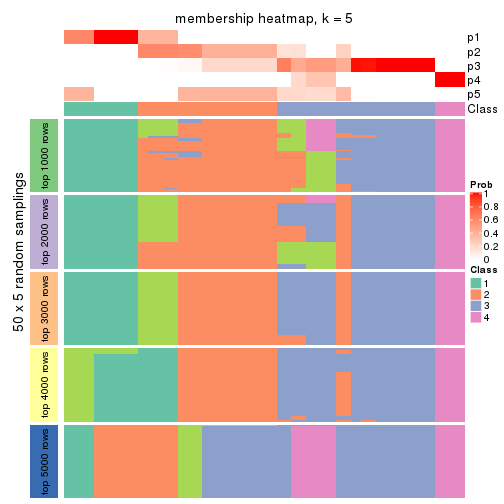 membership heatmap, k = 5
p1
p2
p3
p4
p5
Class
50 x 5 random samplings
top 1000 rows
top 2000 rows
top 3000 rows
top 4000 rows
top 5000 rows
Prob
1
0.8
0.6
0.4
0.2
0
Class
1
2
3
4